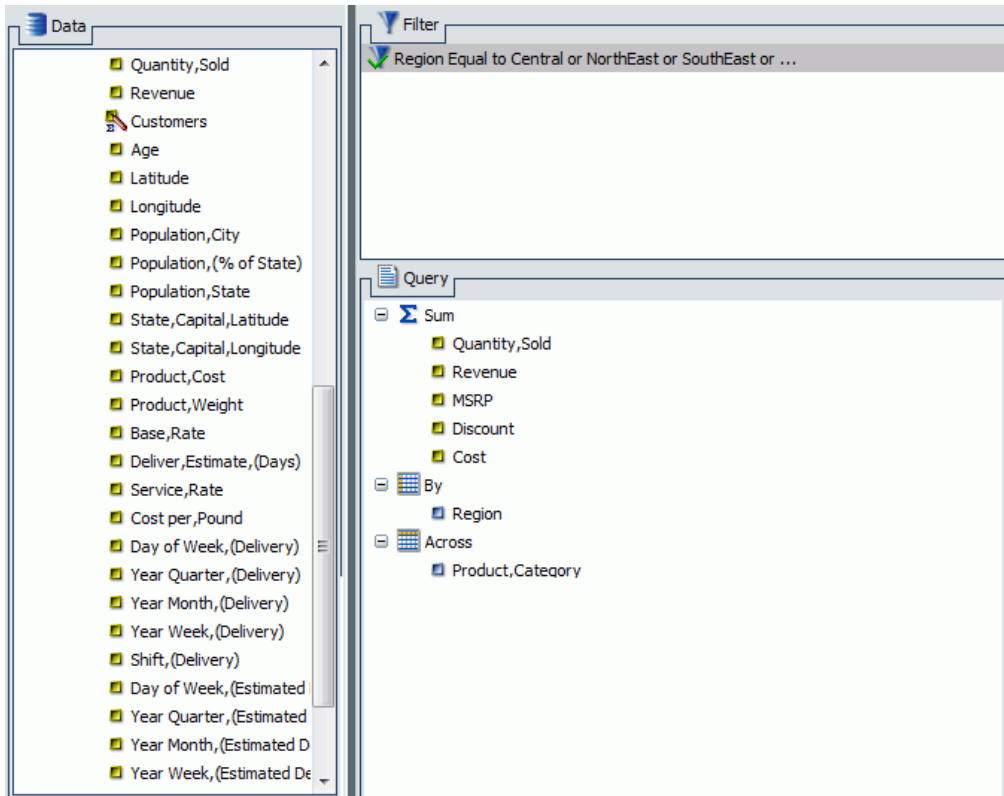 Data
Quantity,Sold
Revenue
Customers
Age
Latitude
Longitude
Population,City
Population,(% of State)
Population,State
State,Capital,Latitude
State,Capital,Longitude
Product,Cost
Product,Weight
Base,Rate
Deliver,Estimate,(Days)
Service,Rate
Cost per,Pound
Day of Week,(Delivery)
Year Quarter,(Delivery)
Year Month,(Delivery)
Year Week,(Delivery)
Shift,(Delivery)
Day of Week,(Estimated
Year Quarter,(Estimated
Year Month,(Estimated D
Year Week,(Estimated De
Filter
Region Equal to Central or NorthEast or SouthEast or ...
Query
Sum
Quantity,Sold
Revenue
MSRP
Discount
Cost
By
Region
Across
Product,Category